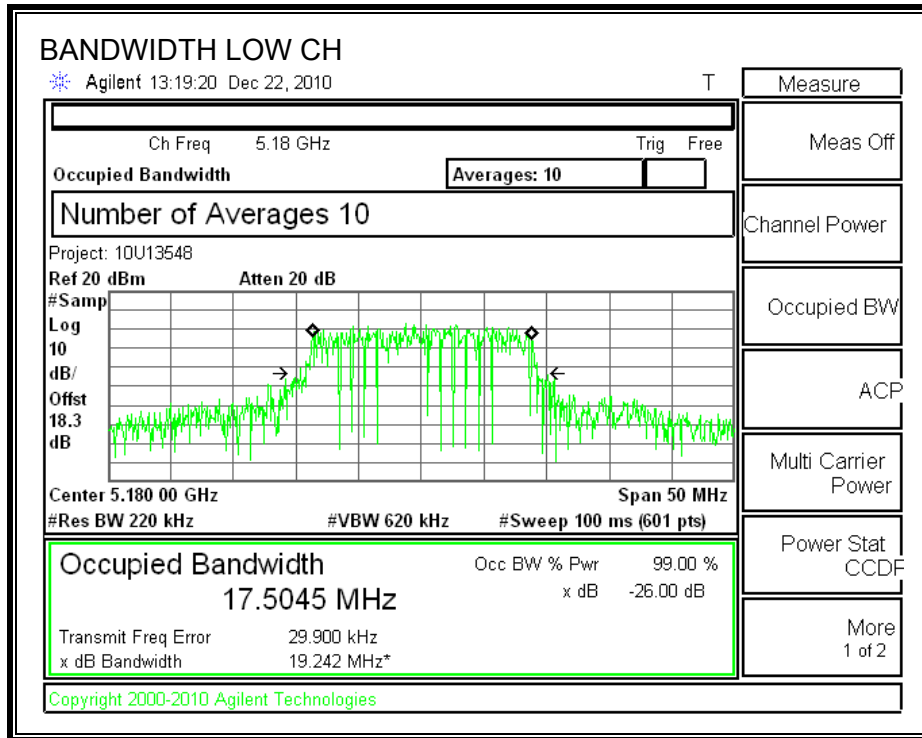 BANDWIDTH LOW CH
Agilent 13:19:20 Dec 22, 2010 T
Ch Freq 5.18 GHz Trig Free
Occupied Bandwidth Averages: 10
Number of Averages 10
Project: 10U13548
Ref 20 dBm Atten 20 dB
#Samp
Log
10
dB/
Offst
18.3
dB
Center 5.180 00 GHz Span 50 MHz
#Res BW 220 kHz #VBW 620 kHz #Sweep 100 ms (601 pts)
Occupied Bandwidth Occ BW % Pwr 99.00 %
17.5045 MHz x dB -26.00 dB
Transmit Freq Error 29.900 kHz
x dB Bandwidth 19.242 MHz*
Copyright 2000-2010 Agilent Technologies
Measure
Meas Off
Channel Power
Occupied BW
ACP
Multi Carrier
Power
Power Stat
CCDF
More
1 of 2